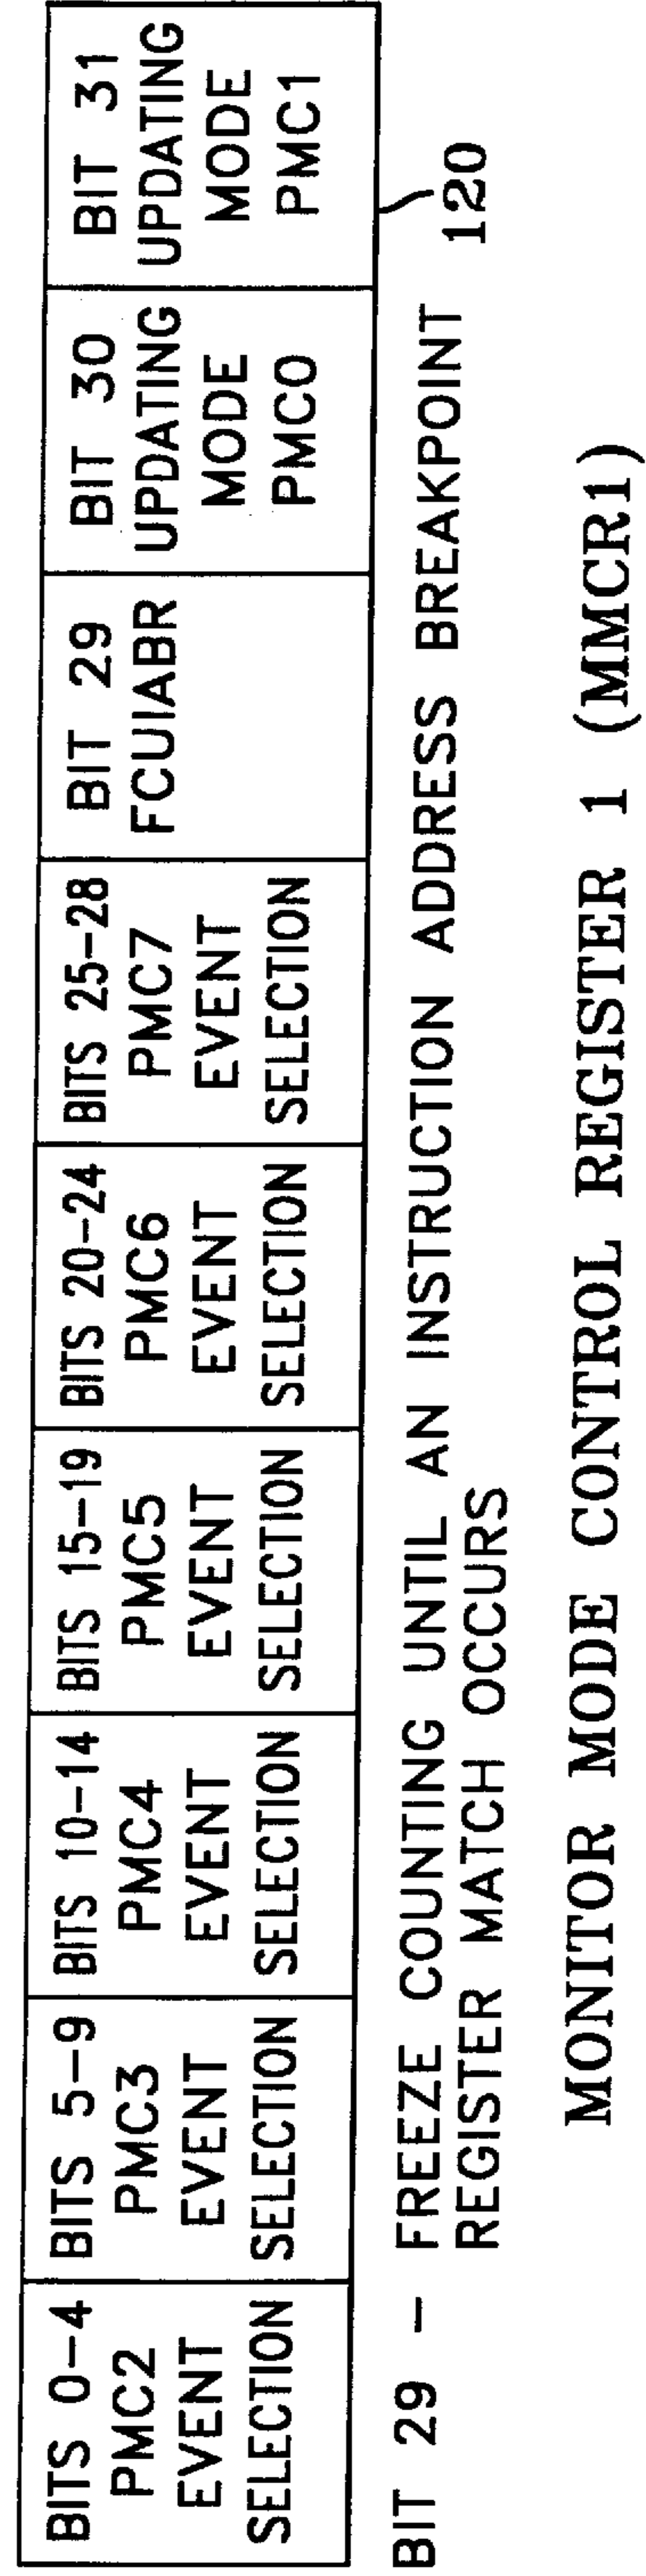 BITS 0-4
PMC2
EVENT
SELECTION
BITS 5-9
PMC3
EVENT
SELECTION
BITS 10-14
PMC4
EVENT
SELECTION
BITS 15-19
PMC5
EVENT
SELECTION
BITS 20-24
PMC6
EVENT
SELECTION
BITS 25-28
PMC7
EVENT
SELECTION
BIT 29
FCUIABR
BIT 30
UPDATING
MODE
PMC0
BIT 31
UPDATING
MODE
PMC1
120
BIT 29 - FREEZE COUNTING UNTIL AN INSTRUCTION ADDRESS BREAKPOINT
REGISTER MATCH OCCURS
MONITOR MODE CONTROL REGISTER 1 (MMCR1)